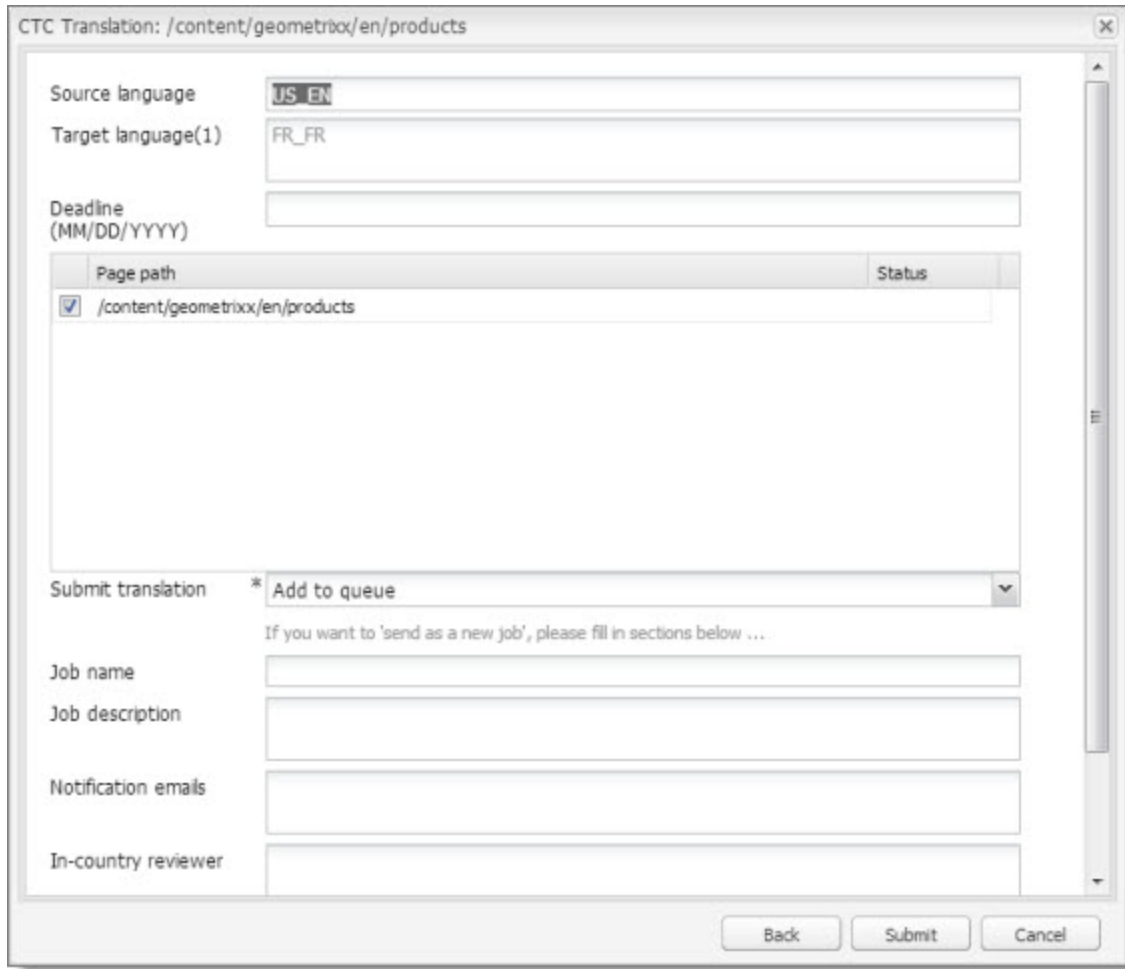 CTC Translation: /content/geometrixx/en/products
Source language
US_EN
Target language(1)
FR_FR
Deadline
(MM/DD/YYYY)
Page path Status
/content/geometrixx/en/products
Submit translation * Add to queue
If you want to 'send as a new job', please fill in sections below ...
Job name
Job description
Notification emails
In-country reviewer
Back Submit Cancel